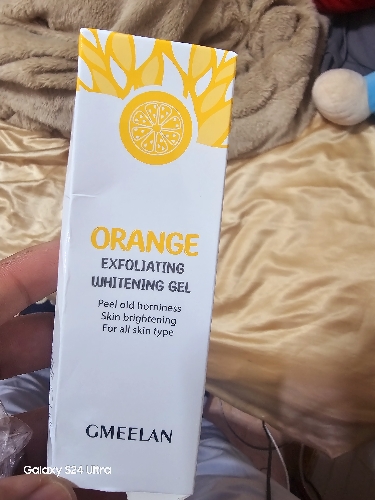 ORANGE
EXFOLIATING
WHITENING GEL
Peel old horniness
Skin brightening
For all skin type
GMEELAN
Galaxy S24 Ultra